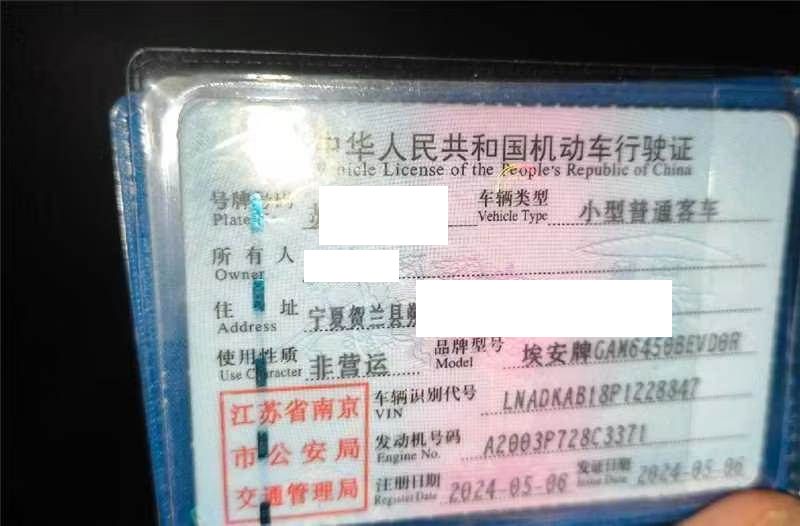 中华人民共和国机动车行驶证
Vehicle License of the People's Republic of China
号牌号码
Plate
车辆类型 小型普通客车
Vehicle Type
所有人
Owner
住址 宁夏贺兰县
Address
使用性质 非营运
Use Character
品牌型号 埃安牌GAM6450BEVD0R
Model
车辆识别代号 LNADKAB18P1228847
VIN
发动机号码 A2003P728C3371
Engine No.
注册日期 2024-05-06
Register Date
发证日期 2024-05-06
Issue Date
江苏省南京
市公安局
交通管理局